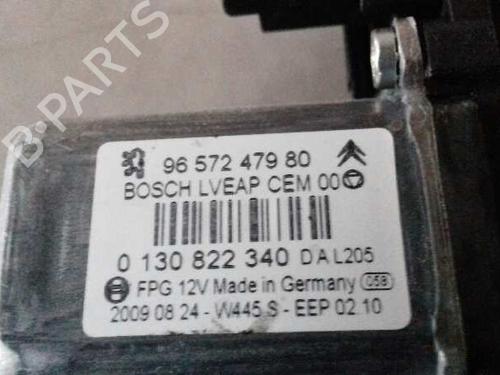 B-PARTS
96 572 479 80
BOSCH LVEAP CEM 00
0 130 822 340 D A L205
FPG 12V Made in Germany 058
2009 08 24 - W445 S - EEP 02.10